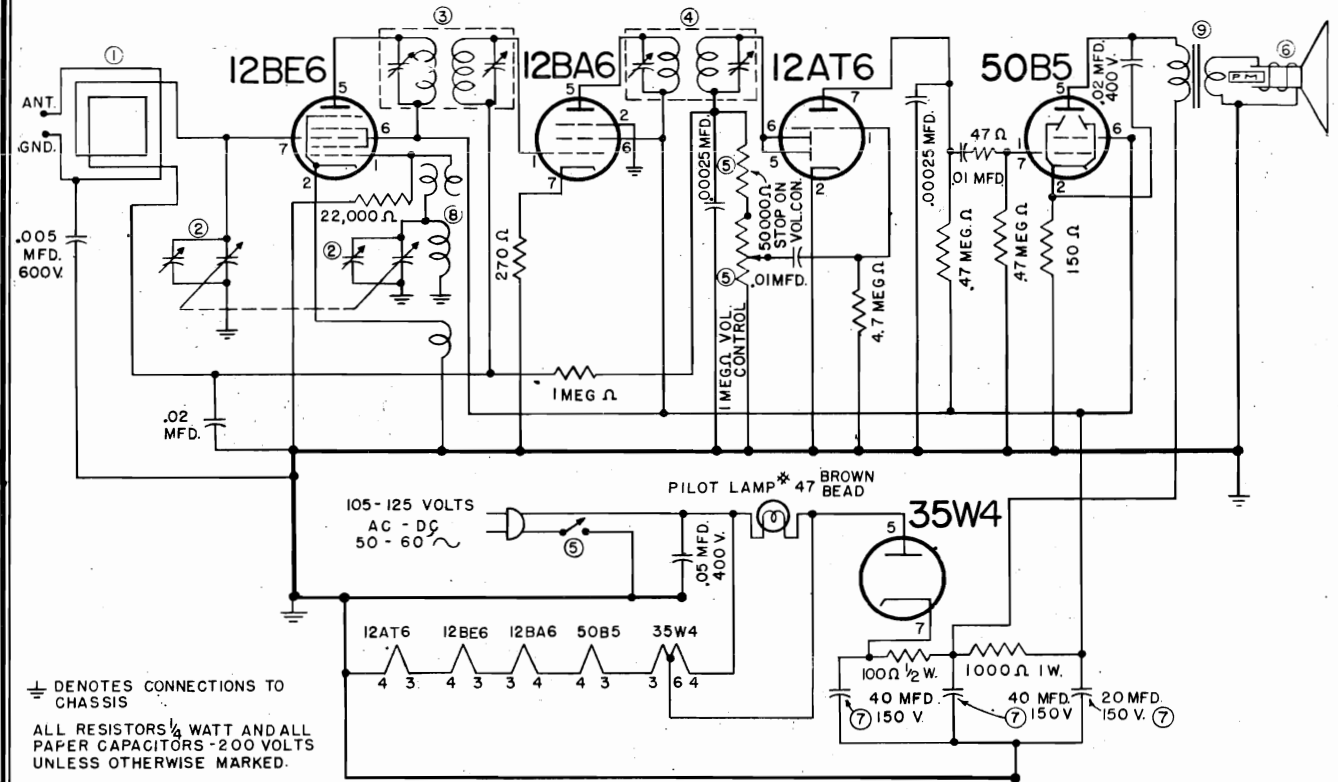 ①
ANT.
GND.
.005
MFD.
600V.
②
12BE6
5
7
6
1
2
22,000 Ω
②
⑧
③
12BA6
5
2
6
1
7
270 Ω
④
.00025 MFD.
⑤
50000 Ω
STOP ON
VOL. CON.
⑤
.01MFD.
1 MEG.Ω VOL.
CONTROL
12AT6
7
6
5
2
4.7 MEG Ω
.00025 MFD.
.47 MEG. Ω
47 Ω
.01 MFD
.47 MEG Ω
50B5
5
1
7
6
2
150 Ω
.02 MFD.
400 V.
⑨
P M
⑥
.02
MFD.
1 MEG Ω
105-125 VOLTS
AC - DC
50 - 60 ~
⑤
.05 MFD.
400 V.
PILOT LAMP # 47 BROWN
BEAD
35W4
5
7
12AT6 12BE6 12BA6 50B5 35W4
4 3 4 3 4 3 4 3 3 6 4
100 Ω 1/2 W.
1000 Ω 1W.
40 MFD.
150 V.
⑦
40 MFD.
150V
⑦
20 MFD.
150 V.
⑦
DENOTES CONNECTIONS TO
CHASSIS
ALL RESISTORS 1/4 WATT AND ALL
PAPER CAPACITORS - 200 VOLTS
UNLESS OTHERWISE MARKED.